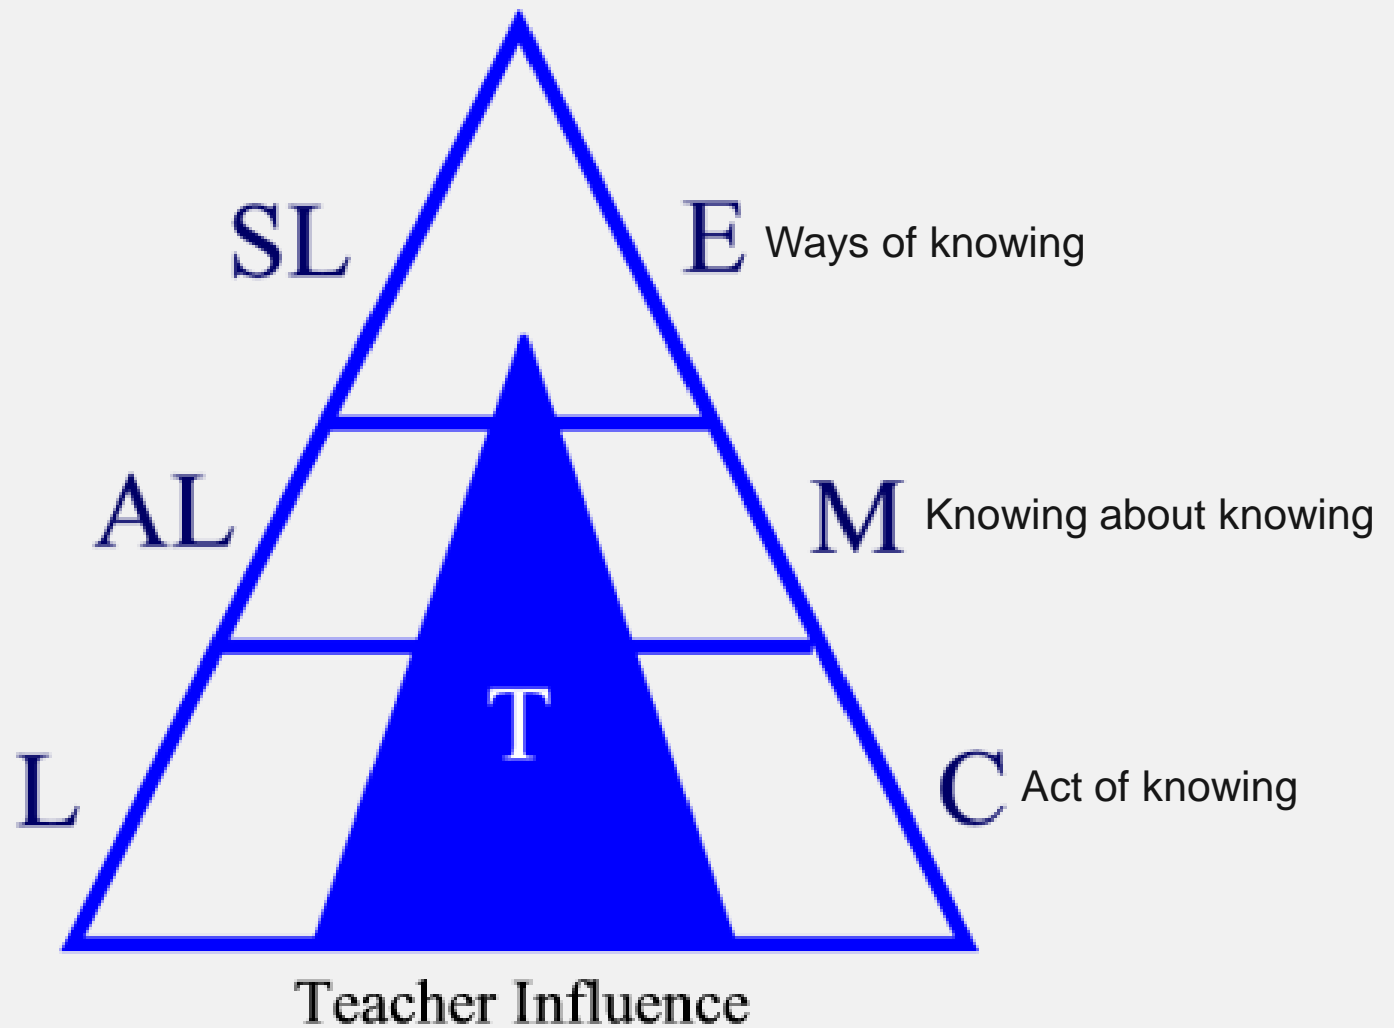 SL
E Ways of knowing
AL
M Knowing about knowing
T
L
C Act of knowing
Teacher Influence